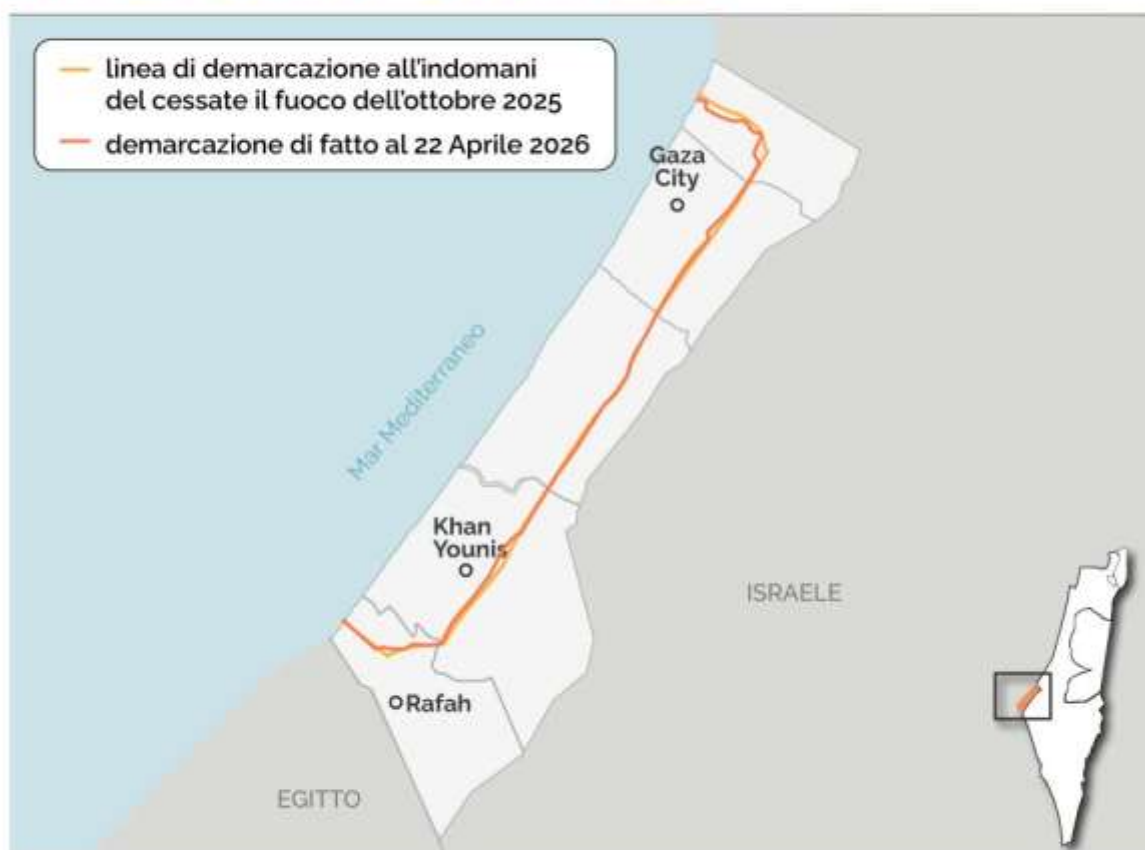 linea di demarcazione all'indomani
del cessate il fuoco dell'ottobre 2025
demarcazione di fatto al 22 Aprile 2026
Gaza
City
Mar Mediterraneo
Khan
Younis
ISRAELE
Rafah
EGITTO